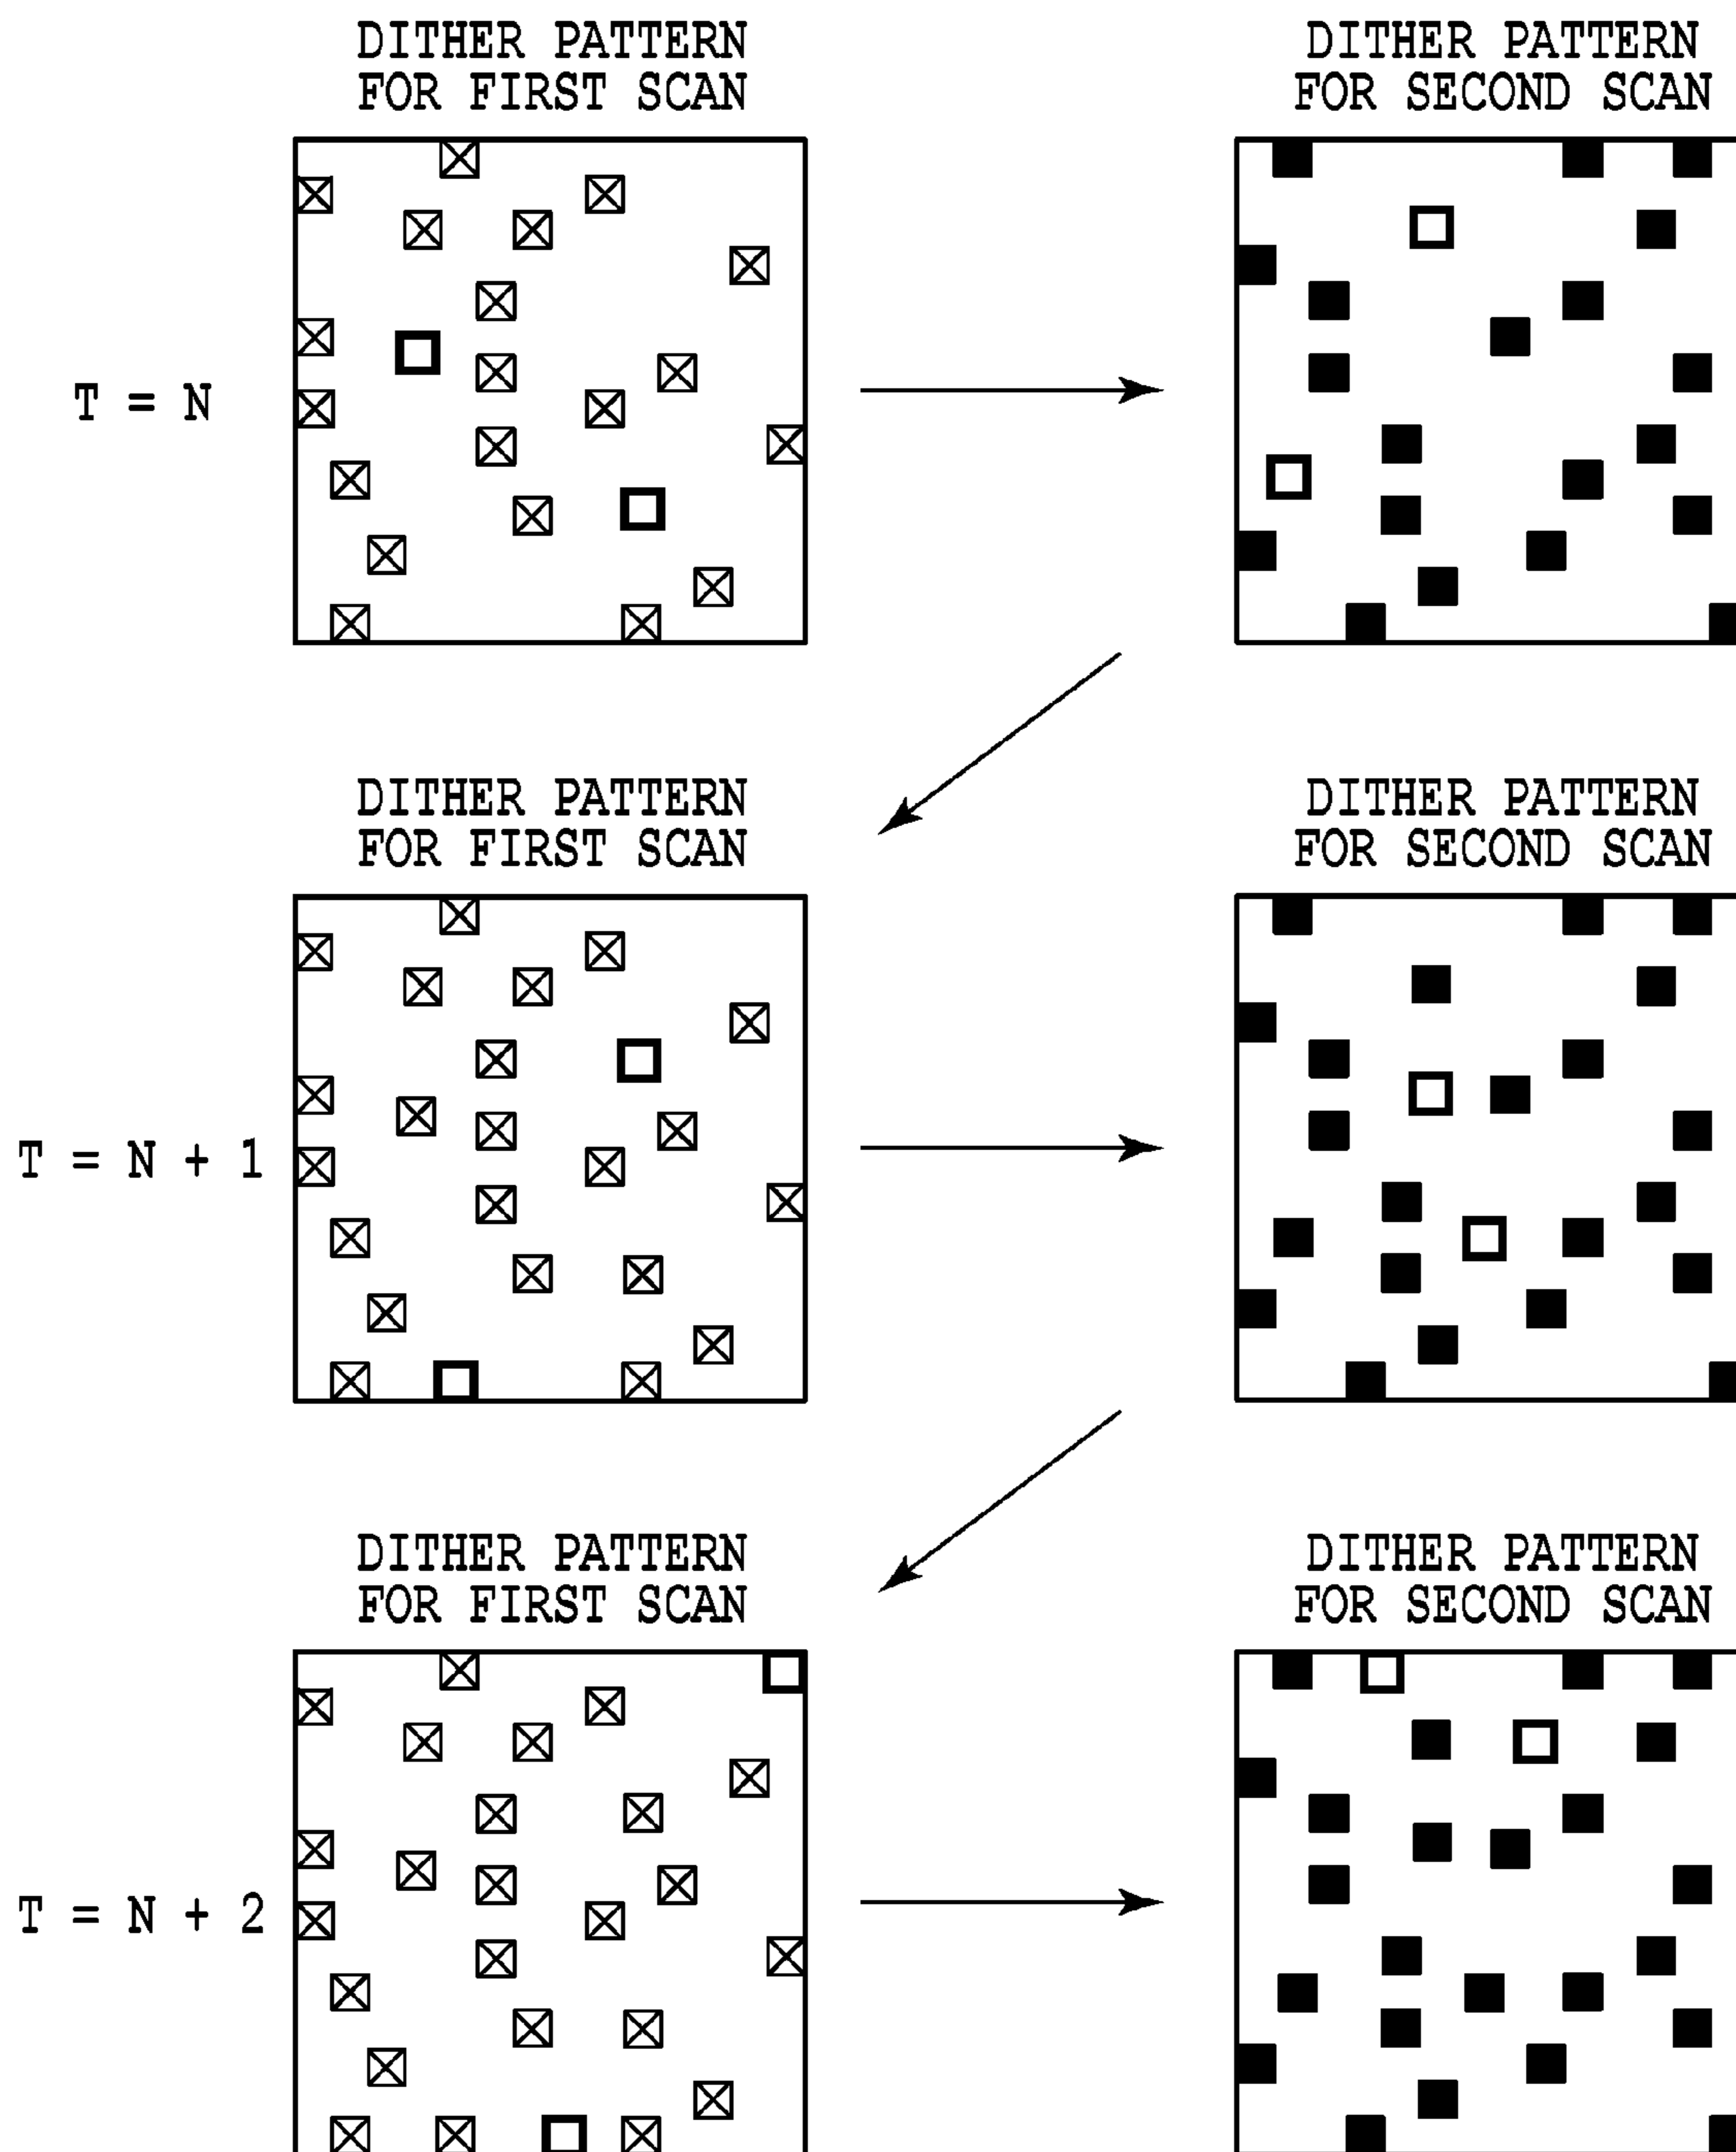 DITHER PATTERN
FOR FIRST SCAN
DITHER PATTERN
FOR SECOND SCAN
T = N
DITHER PATTERN
FOR FIRST SCAN
DITHER PATTERN
FOR SECOND SCAN
T = N + 1
DITHER PATTERN
FOR FIRST SCAN
DITHER PATTERN
FOR SECOND SCAN
T = N + 2